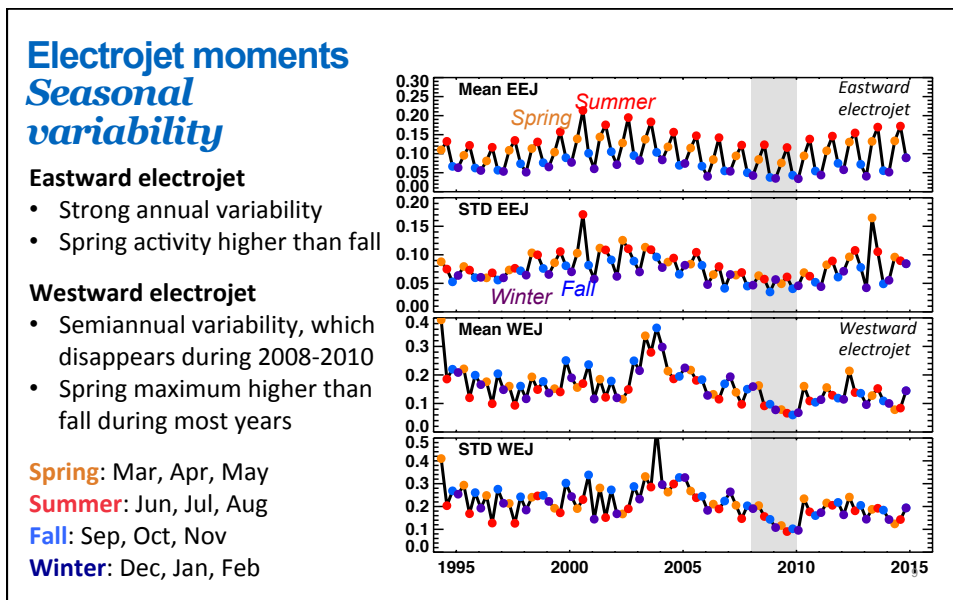 Electrojet moments
Seasonal
variability
Eastward electrojet
• Strong annual variability
• Spring activity higher than fall
Westward electrojet
• Semiannual variability, which
disappears during 2008-2010
• Spring maximum higher than
fall during most years
Spring: Mar, Apr, May
Summer: Jun, Jul, Aug
Fall: Sep, Oct, Nov
Winter: Dec, Jan, Feb
0.30
0.25
0.20
0.15
0.10
0.05
0.00
Mean EEJ
Spring
Summer
Eastward
electrojet
0.20
0.15
0.10
0.05
0.00
STD EEJ
Winter
Fall
0.4
0.3
0.2
0.1
0.0
Mean WEJ
Westward
electrojet
0.5
0.4
0.3
0.2
0.1
0.0
STD WEJ
1995 2000 2005 2010 2015